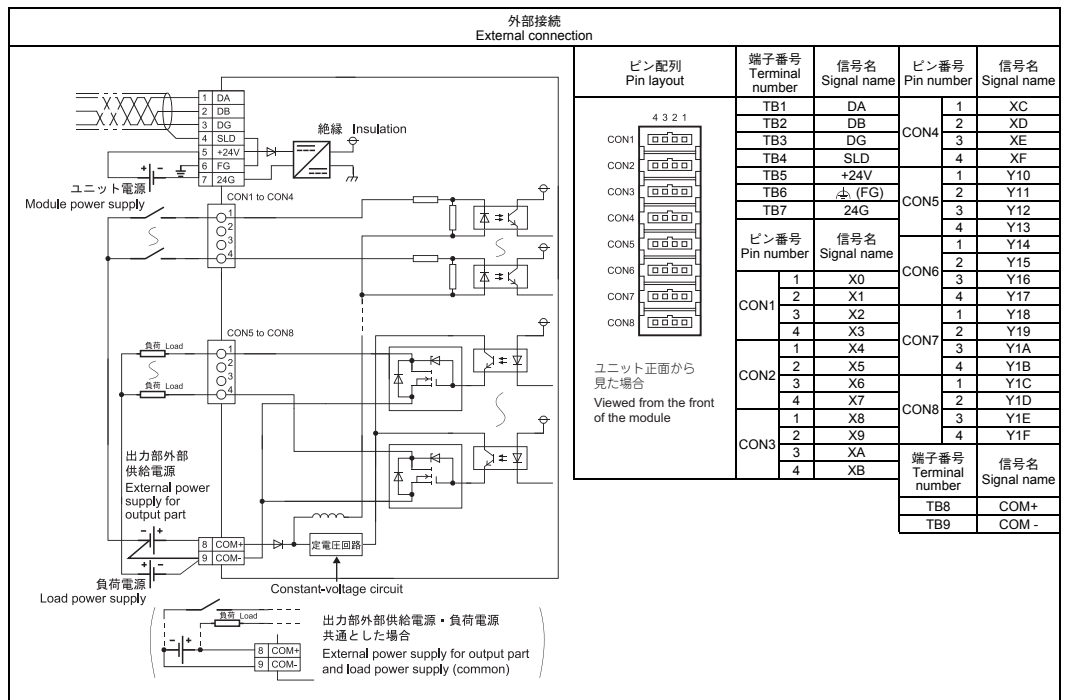 外部接続
External connection
1 DA
2 DB
3 DG
4 SLD
5 +24V
6 FG
7 24G
絶縁 Insulation
ユニット電源
Module power supply
CON1 to CON4
1
2
3
4
CON5 to CON8
1
2
3
4
負荷 Load
負荷 Load
出力部外部
供給電源
External power
supply for
output part
- +
8 COM+
9 COM-
定電圧回路
Constant-voltage circuit
+ -
負荷電源
Load power supply
負荷 Load
- +
8 COM+
9 COM-
出力部外部供給電源・負荷電源
共通とした場合
External power supply for output part
and load power supply (common)
ピン配列
Pin layout
4 3 2 1
CON1
CON2
CON3
CON4
CON5
CON6
CON7
CON8
ユニット正面から
見た場合
Viewed from the front
of the module
端子番号
Terminal
number
信号名
Signal name
TB1 DA
TB2 DB
TB3 DG
TB4 SLD
TB5 +24V
TB6 (FG)
TB7 24G
ピン番号
Pin number
信号名
Signal name
CON1
1 X0
2 X1
3 X2
4 X3
CON2
1 X4
2 X5
3 X6
4 X7
CON3
1 X8
2 X9
3 XA
4 XB
ピン番号
Pin number
信号名
Signal name
CON4
1 XC
2 XD
3 XE
4 XF
CON5
1 Y10
2 Y11
3 Y12
4 Y13
CON6
1 Y14
2 Y15
3 Y16
4 Y17
CON7
1 Y18
2 Y19
3 Y1A
4 Y1B
CON8
1 Y1C
2 Y1D
3 Y1E
4 Y1F
端子番号
Terminal
number
信号名
Signal name
TB8 COM+
TB9 COM -